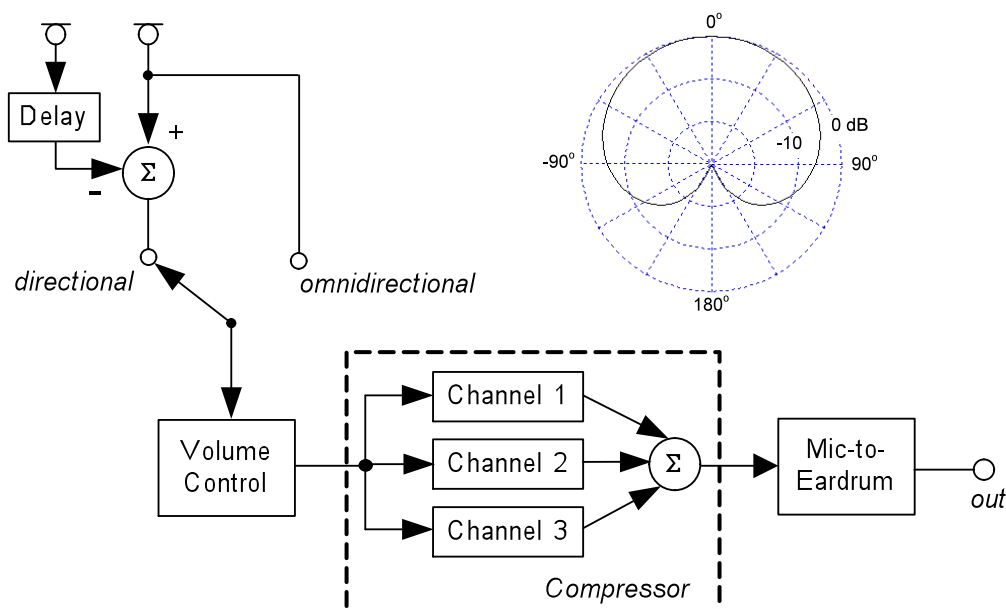 0°
Delay
+
Σ
-
0 dB
-10
-90°
90°
directional
omnidirectional
180°
Channel 1
Volume
Control
Channel 2
Σ
Mic-to-
Eardrum
out
Channel 3
Compressor